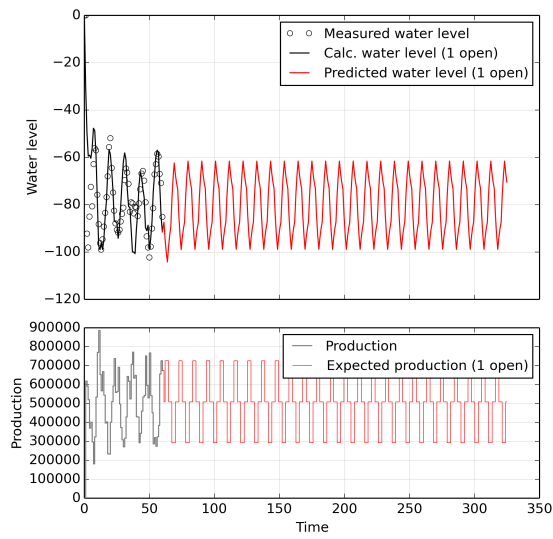 0
−20
−40
−60
−80
−100
−120
Water level
Measured water level
Calc. water level (1 open)
Predicted water level (1 open)
900000
800000
700000
600000
500000
400000
300000
200000
100000
0
Production
Production
Expected production (1 open)
0 50 100 150 200 250 300 350
Time